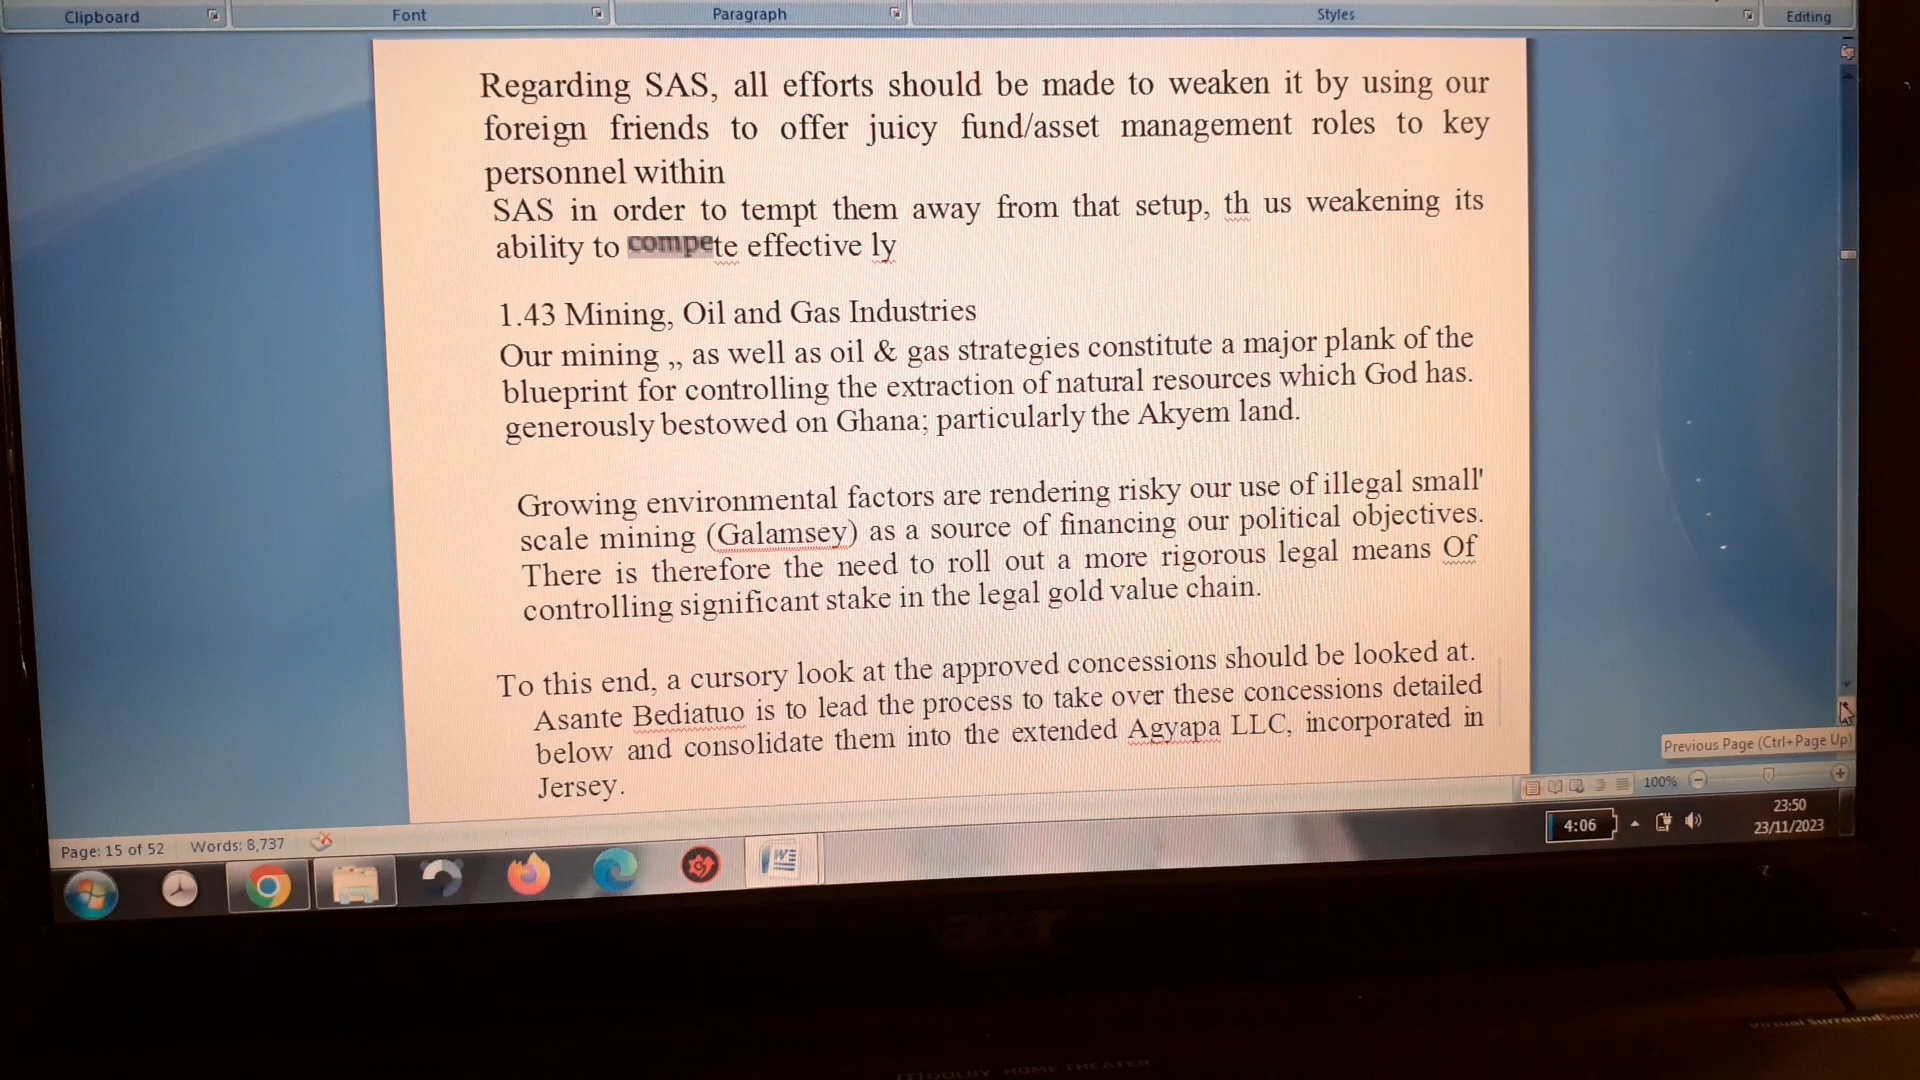 Clipboard
Font
Paragraph
Styles
Editing
Regarding SAS, all efforts should be made to weaken it by using our
foreign friends to offer juicy fund/asset management roles to key
personnel within
SAS in order to tempt them away from that setup, th us weakening its
ability to compete effective ly
1.43 Mining, Oil and Gas Industries
Our mining ,, as well as oil & gas strategies constitute a major plank of the
blueprint for controlling the extraction of natural resources which God has.
generously bestowed on Ghana; particularly the Akyem land.
Growing environmental factors are rendering risky our use of illegal small'
scale mining (Galamsey) as a source of financing our political objectives.
There is therefore the need to roll out a more rigorous legal means Of
controlling significant stake in the legal gold value chain.
To this end, a cursory look at the approved concessions should be looked at.
Asante Bediatuo is to lead the process to take over these concessions detailed
below and consolidate them into the extended Agyapa LLC, incorporated in
Jersey.
Previous Page (Ctrl+Page Up)
Page: 15 of 52
Words: 8,737
100%
4:06
23:50
23/11/2023
acer
DOLBY HOME THEATER
Virtual SurroundSoun